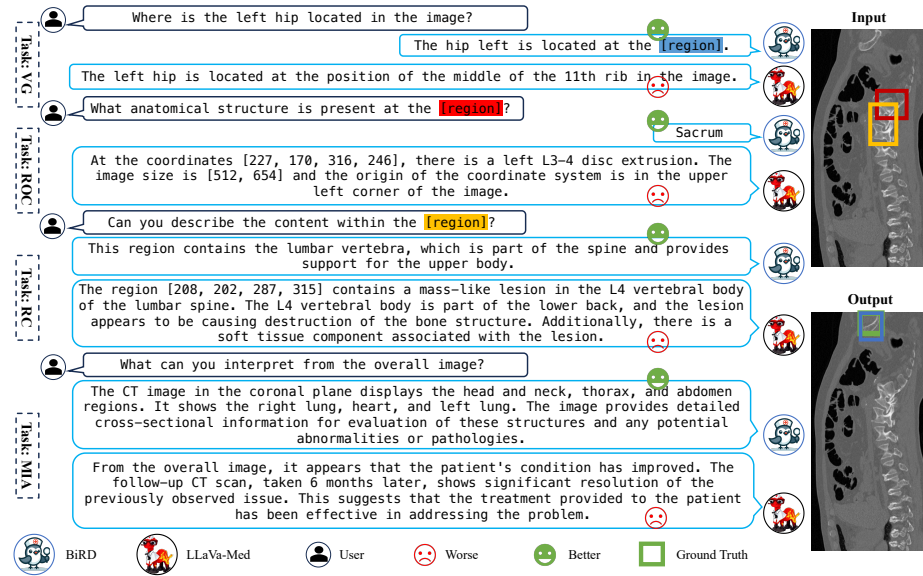 Task: VG
Where is the left hip located in the image?
The hip left is located at the [region].
The left hip is located at the position of the middle of the 11th rib in the image.
Task: ROC
What anatomical structure is present at the [region]?
Sacrum
At the coordinates [227, 170, 316, 246], there is a left L3-4 disc extrusion. The
image size is [512, 654] and the origin of the coordinate system is in the upper
left corner of the image.
Task: RC
Can you describe the content within the [region]?
This region contains the lumbar vertebra, which is part of the spine and provides
support for the upper body.
The region [208, 202, 287, 315] contains a mass-like lesion in the L4 vertebral body
of the lumbar spine. The L4 vertebral body is part of the lower back, and the lesion
appears to be causing destruction of the bone structure. Additionally, there is a
soft tissue component associated with the lesion.
Task: MIA
What can you interpret from the overall image?
The CT image in the coronal plane displays the head and neck, thorax, and abdomen
regions. It shows the right lung, heart, and left lung. The image provides detailed
cross-sectional information for evaluation of these structures and any potential
abnormalities or pathologies.
From the overall image, it appears that the patient's condition has improved. The
follow-up CT scan, taken 6 months later, shows significant resolution of the
previously observed issue. This suggests that the treatment provided to the patient
has been effective in addressing the problem.
Input
Output
BiRD
LLaVa-Med
User
Worse
Better
Ground Truth